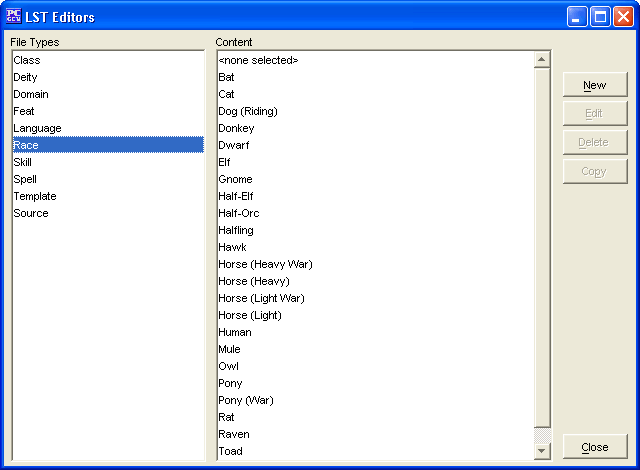 PC GEN LST Editors
File Types
Class
Deity
Domain
Feat
Language
Race
Skill
Spell
Template
Source
Content
<none selected>
Bat
Cat
Dog (Riding)
Donkey
Dwarf
Elf
Gnome
Half-Elf
Half-Orc
Halfling
Hawk
Horse (Heavy War)
Horse (Heavy)
Horse (Light War)
Horse (Light)
Human
Mule
Owl
Pony
Pony (War)
Rat
Raven
Toad
New
Edit
Delete
Copy
Close